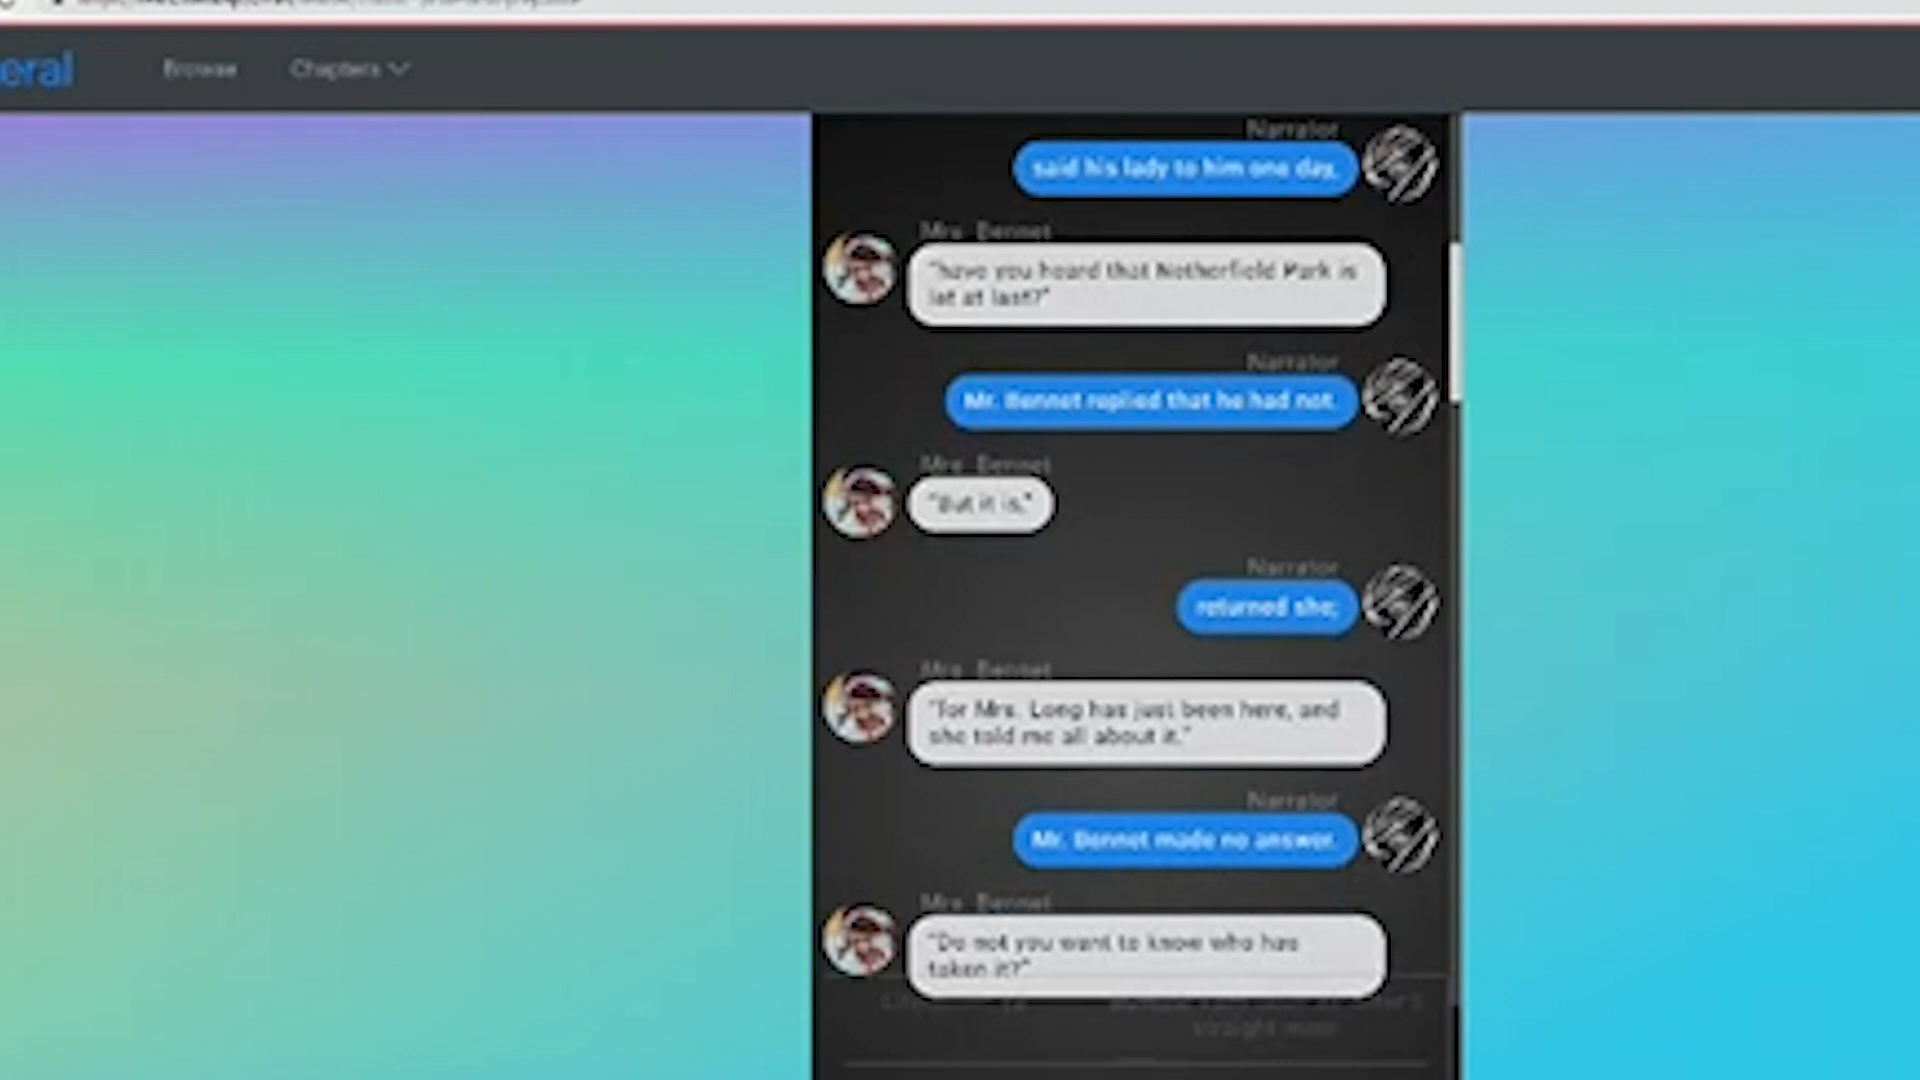 eral
Browse
Chapters
Narrator
said his lady to him one day,
Mrs. Bennet
"have you heard that Netherfield Park is
let at last?"
Narrator
Mr. Bennet replied that he had not.
Mrs. Bennet
"But it is,"
Narrator
returned she;
Mrs. Bennet
"for Mrs. Long has just been here, and
she told me all about it."
Narrator
Mr. Bennet made no answer.
Mrs. Bennet
"Do not you want to know who has
taken it?"
straight